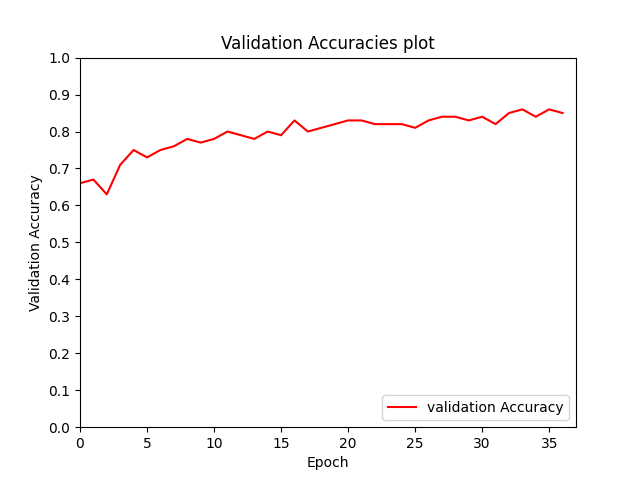 Validation Accuracies plot
1.0
0.9
0.8
0.7
0.6
0.5
0.4
0.3
0.2
0.1
0.0
Validation Accuracy
validation Accuracy
0 5 10 15 20 25 30 35
Epoch